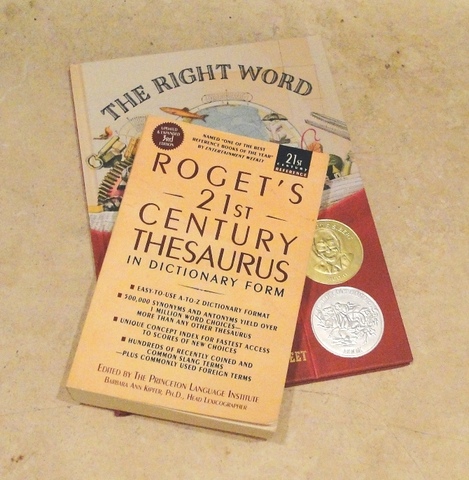 THE RIGHT WORD
UPDATED
& EXPANDED
3rd
EDITION
NAMED "ONE OF THE BEST
REFERENCE BOOKS OF THE YEAR"
BY ENTERTAINMENT WEEKLY
21st
CENTURY
REFERENCE
ROGET'S
21ST
CENTURY
THESAURUS
IN DICTIONARY FORM
■ EASY-TO-USE A-TO-Z DICTIONARY FORMAT
■ 500,000 SYNONYMS AND ANTONYMS YIELD OVER
1 MILLION WORD CHOICES—
MORE THAN ANY OTHER THESAURUS
■ UNIQUE CONCEPT INDEX FOR FASTEST ACCESS
TO SCORES OF NEW CHOICES
■ HUNDREDS OF RECENTLY COINED AND
COMMON SLANG TERMS
—PLUS COMMONLY USED FOREIGN TERMS
EDITED BY THE PRINCETON LANGUAGE INSTITUTE
BARBARA ANN KIPFER, PH.D., HEAD LEXICOGRAPHER
EET